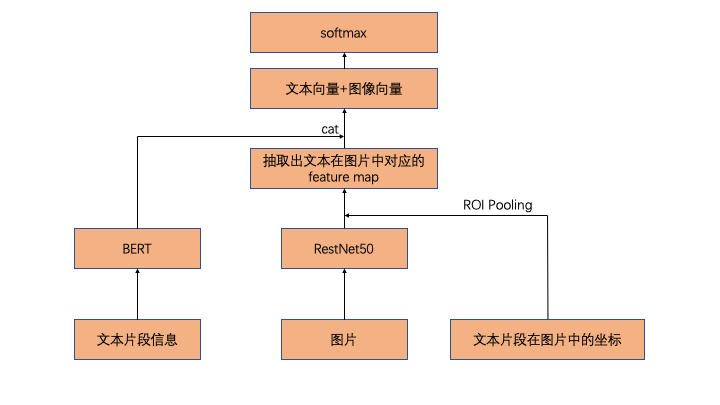 softmax
文本向量+图像向量
cat
抽取出文本在图片中对应的
feature map
ROI Pooling
BERT
RestNet50
文本片段信息
图片
文本片段在图片中的坐标